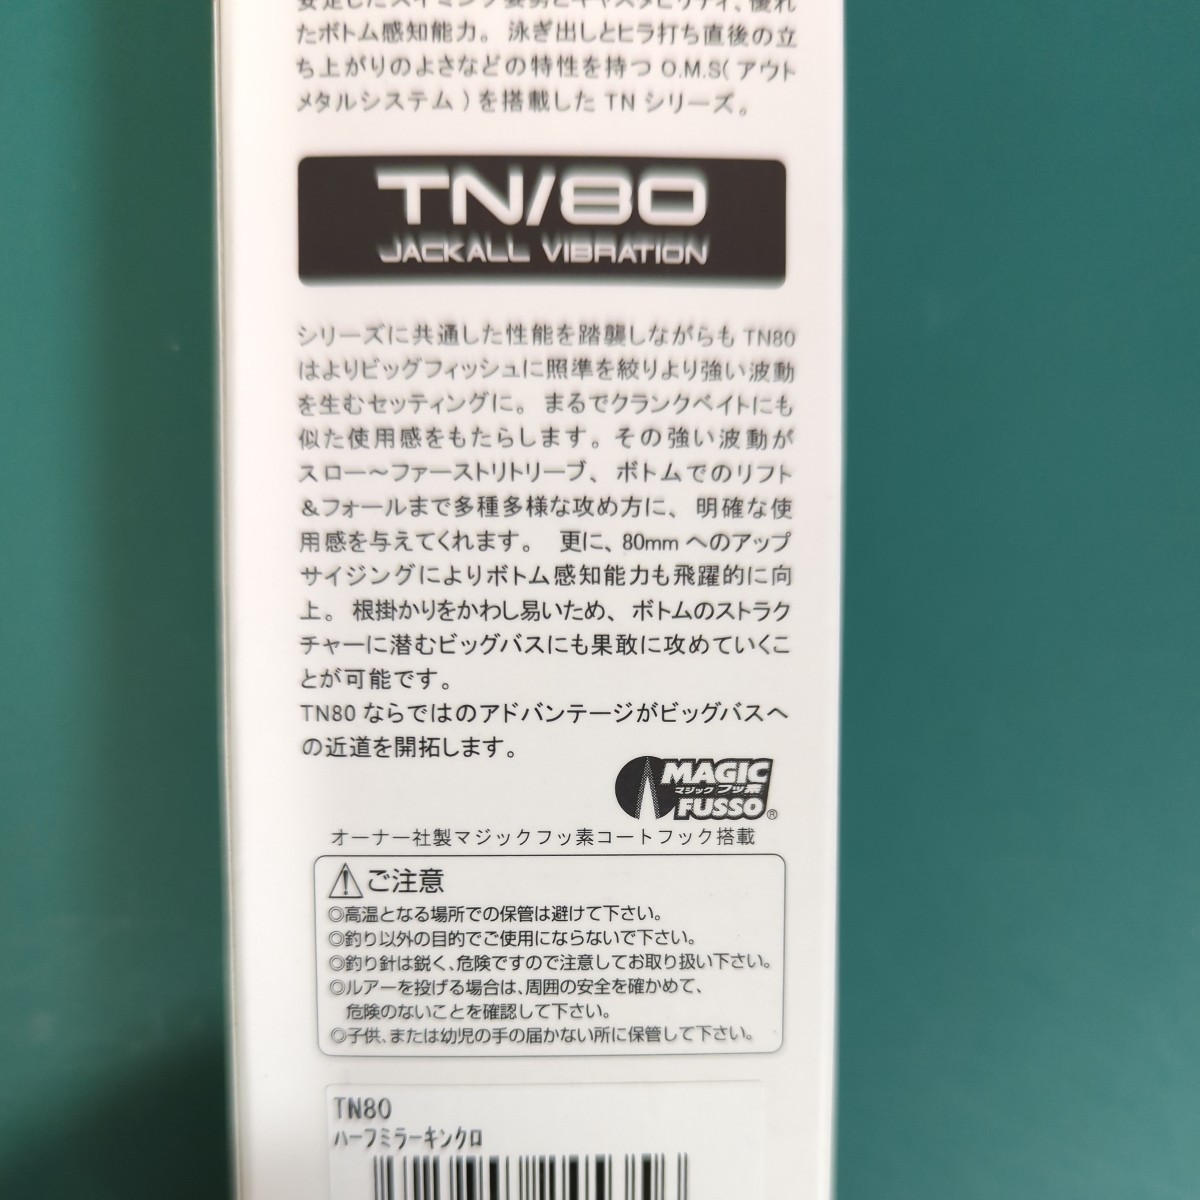 安定したスイミング姿勢とキャスタビリティ、優れ
たボトム感知能力。泳ぎ出しとヒラ打ち直後の立
ち上がりのよさなどの特性を持つ O.M.S(アウト
メタルシステム)を搭載した TN シリーズ。
TN/80
JACKALL VIBRATION
シリーズに共通した性能を踏襲しながらも TN80
はよりビッグフィッシュに照準を絞りより強い波動
を生むセッティングに。まるでクランクベイトにも
似た使用感をもたらします。その強い波動が
スロー〜ファーストリトリーブ、ボトムでのリフト
&フォールまで多種多様な攻め方に、明確な使
用感を与えてくれます。 更に、80mm へのアップ
サイジングによりボトム感知能力も飛躍的に向
上。根掛かりをかわし易いため、ボトムのストラク
チャーに潜むビッグバスにも果敢に攻めていくこ
とが可能です。
TN80 ならではのアドバンテージがビッグバスへ
の近道を開拓します。
MAGIC
マジック フッ素
FUSSO®
オーナー社製マジックフッ素コートフック搭載
ご注意
◎高温となる場所での保管は避けて下さい。
◎釣り以外の目的でご使用にならないで下さい。
◎釣り針は鋭く、危険ですので注意してお取り扱い下さい。
◎ルアーを投げる場合は、周囲の安全を確かめて、
危険のないことを確認して下さい。
◎子供、または幼児の手の届かない所に保管して下さい。
TN80
ハーフミラーキンクロ